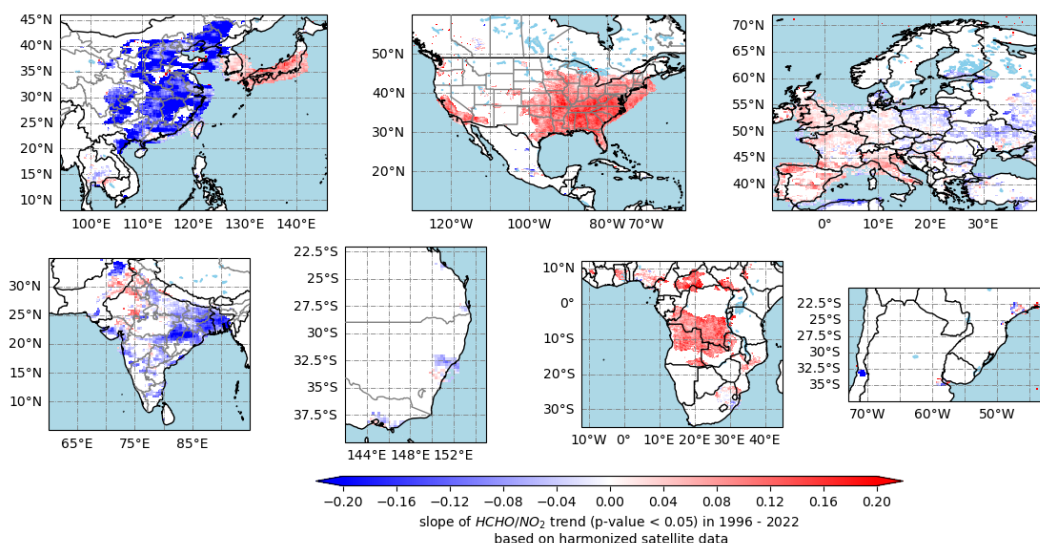 45°N
40°N
35°N
30°N
25°N
20°N
15°N
10°N
100°E 110°E 120°E 130°E 140°E
50°N
40°N
30°N
20°N
120°W 100°W 80°W 70°W
70°N
65°N
60°N
55°N
50°N
45°N
40°N
0° 10°E 20°E 30°E
30°N
25°N
20°N
15°N
10°N
65°E 75°E 85°E
22.5°S
25°S
27.5°S
30°S
32.5°S
35°S
37.5°S
144°E 148°E 152°E
10°N
0°
10°S
20°S
30°S
10°W 0° 10°E 20°E 30°E 40°E
22.5°S
25°S
27.5°S
30°S
32.5°S
35°S
70°W 60°W 50°W
−0.20 −0.16 −0.12 −0.08 −0.04 0.00 0.04 0.08 0.12 0.16 0.20
slope of HCHO/NO₂ trend (p-value < 0.05) in 1996 - 2022
based on harmonized satellite data